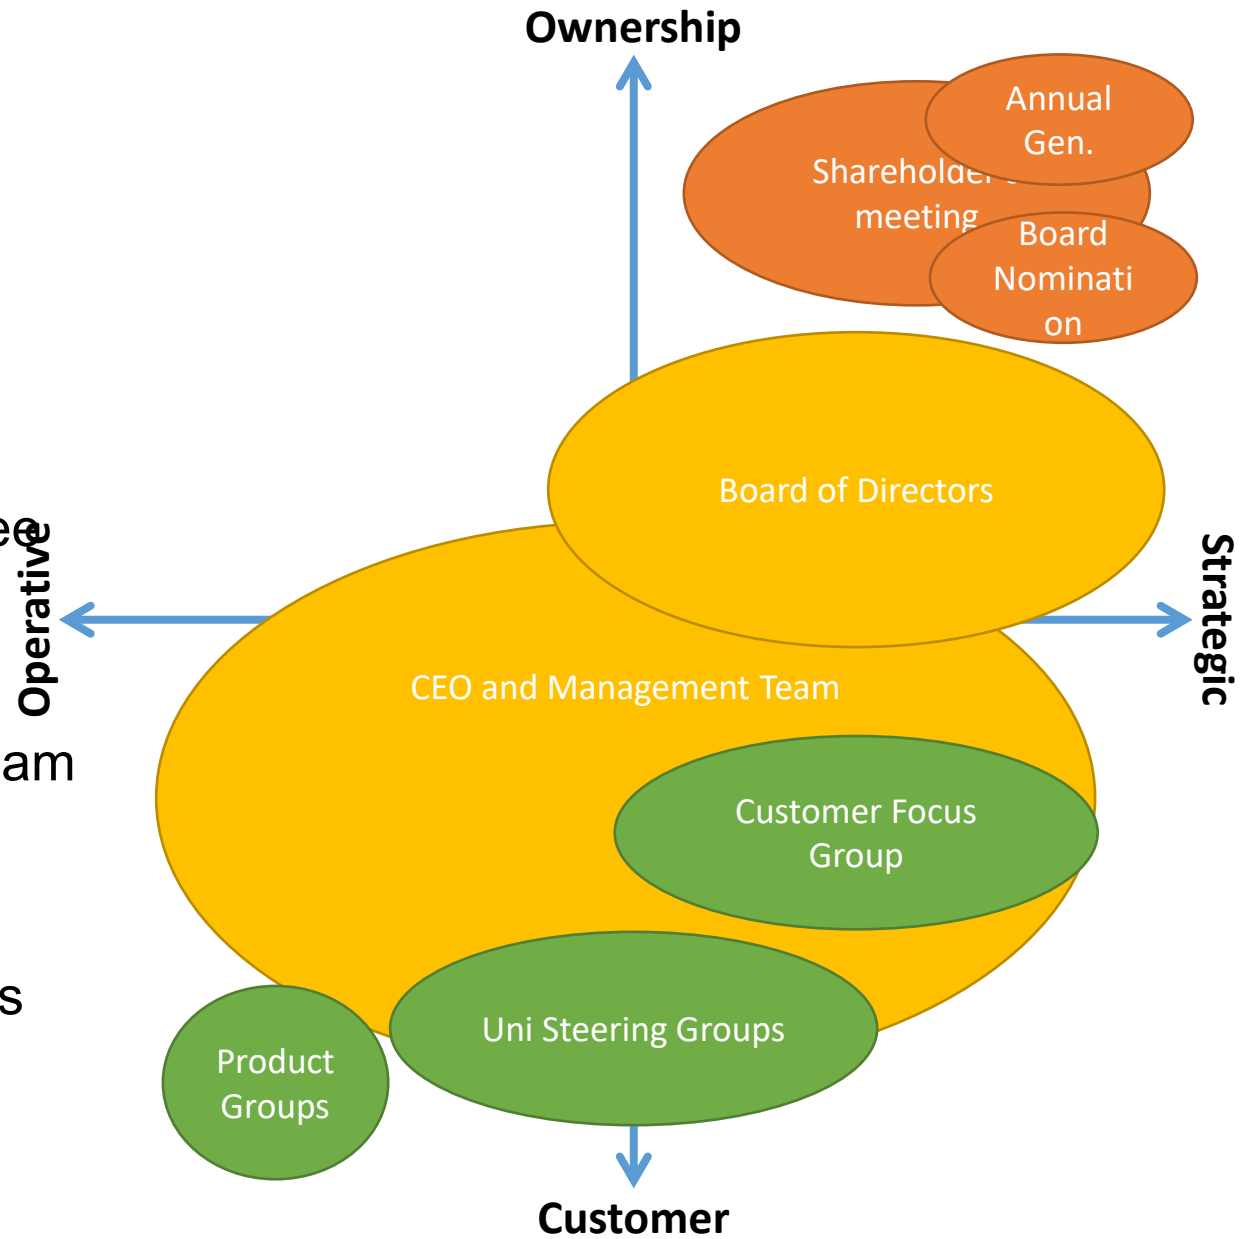 Ownership
Annual
Gen.
Shareholder
meeting
Board
Nominati
on
Board of Directors
Operative
Strategic
CEO and Management Team
am
Customer Focus
Group
s
Uni Steering Groups
Product
Groups
Customer